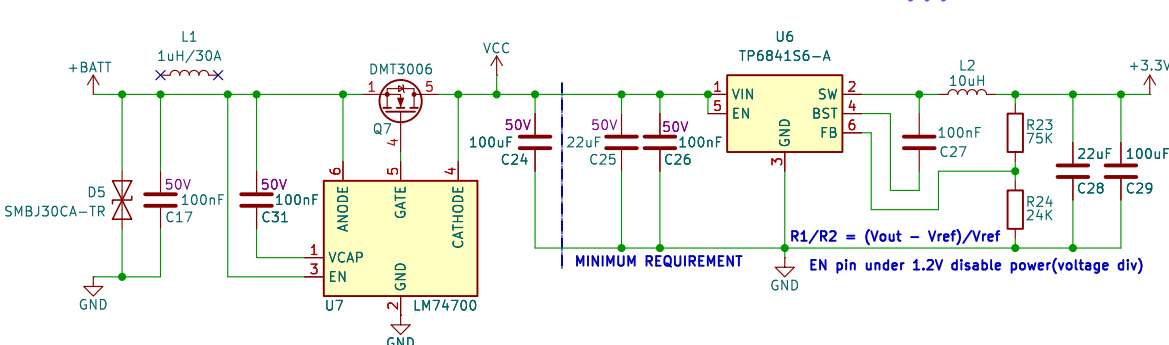 L1
1uH/30A
+BATT
DMT3006
1
5
Q7
4
VCC
U6
TP6841S6-A
1
VIN
5
EN
SW
2
BST
4
FB
6
GND
3
L2
10uH
+3.3V
50V
100uF
C24
50V
22uF
C25
50V
100nF
C26
100nF
C27
R23
75K
R24
24K
22uF
C28
100uF
C29
D5
SMBJ30CA-TR
50V
100nF
C17
50V
100nF
C31
6
ANODE
5
GATE
4
CATHODE
1
VCAP
3
EN
GND
2
U7
LM74700
GND
GND
GND
R1/R2 = (Vout - Vref)/Vref
MINIMUM REQUIREMENT
EN pin under 1.2V disable power(voltage div)